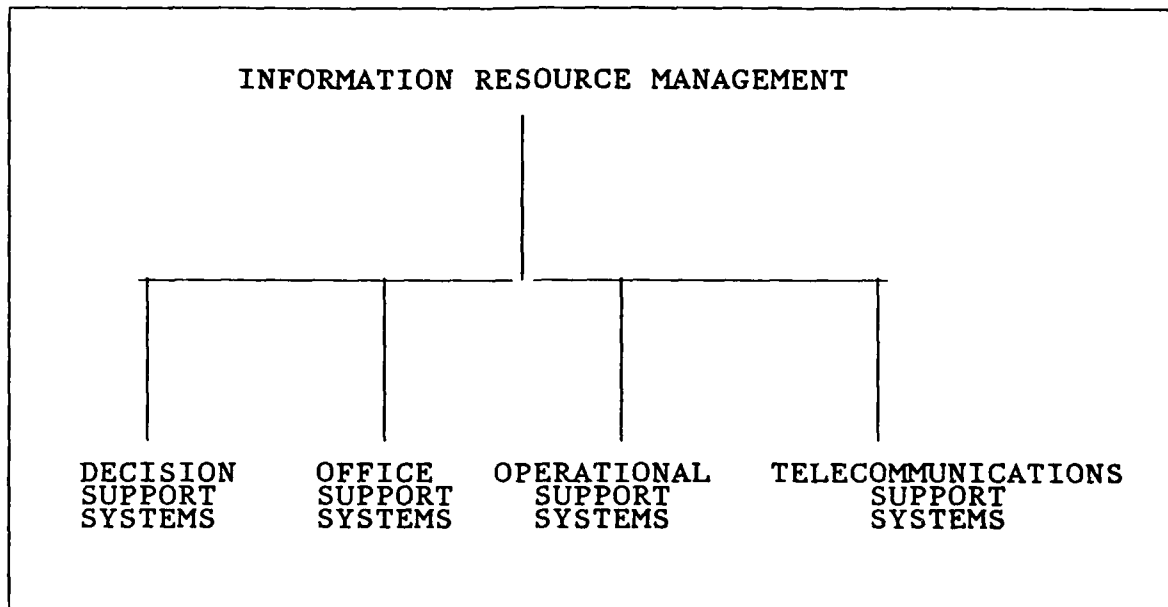 INFORMATION RESOURCE MANAGEMENT
DECISION SUPPORT SYSTEMS
OFFICE SUPPORT SYSTEMS
OPERATIONAL SUPPORT SYSTEMS
TELECOMMUNICATIONS SUPPORT SYSTEMS